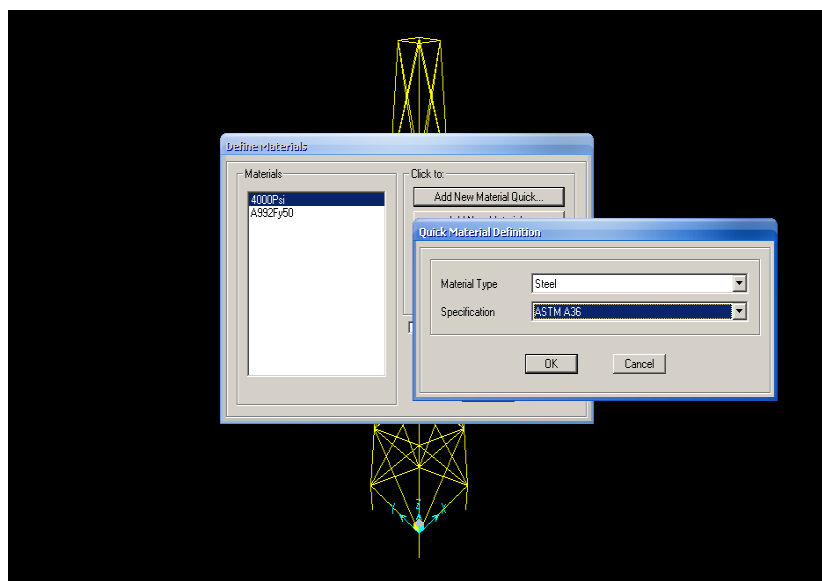 Define Materials
Materials
4000Psi
A992Fy50
Click to:
Add New Material Quick...
Quick Material Definition
Material Type
Steel
Specification
ASTM A36
OK
Cancel
Z
Y
X